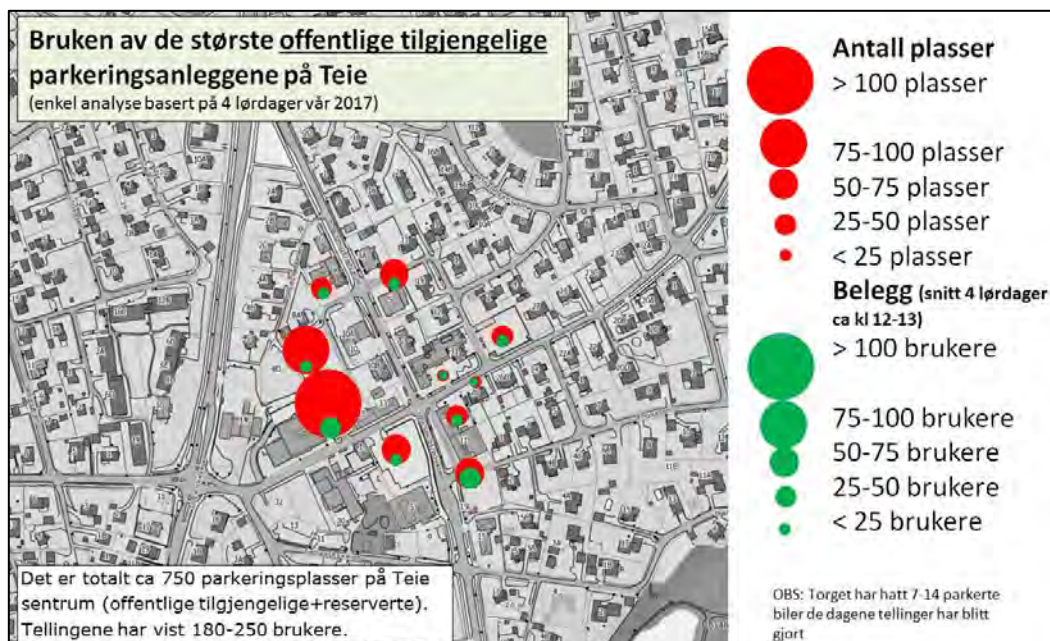 Bruken av de største offentlige tilgjengelige
parkeringsanleggene på Teie
(enkel analyse basert på 4 lørdager vår 2017)
Det er totalt ca 750 parkeringsplasser på Teie
sentrum (offentlige tilgjengelige+reserverte).
Tellingene har vist 180-250 brukere.
Antall plasser
> 100 plasser
75-100 plasser
50-75 plasser
25-50 plasser
< 25 plasser
Belegg (snitt 4 lørdager
ca kl 12-13)
> 100 brukere
75-100 brukere
50-75 brukere
25-50 brukere
< 25 brukere
OBS: Torget har hatt 7-14 parkerte
biler de dagene tellinger har blitt
gjort